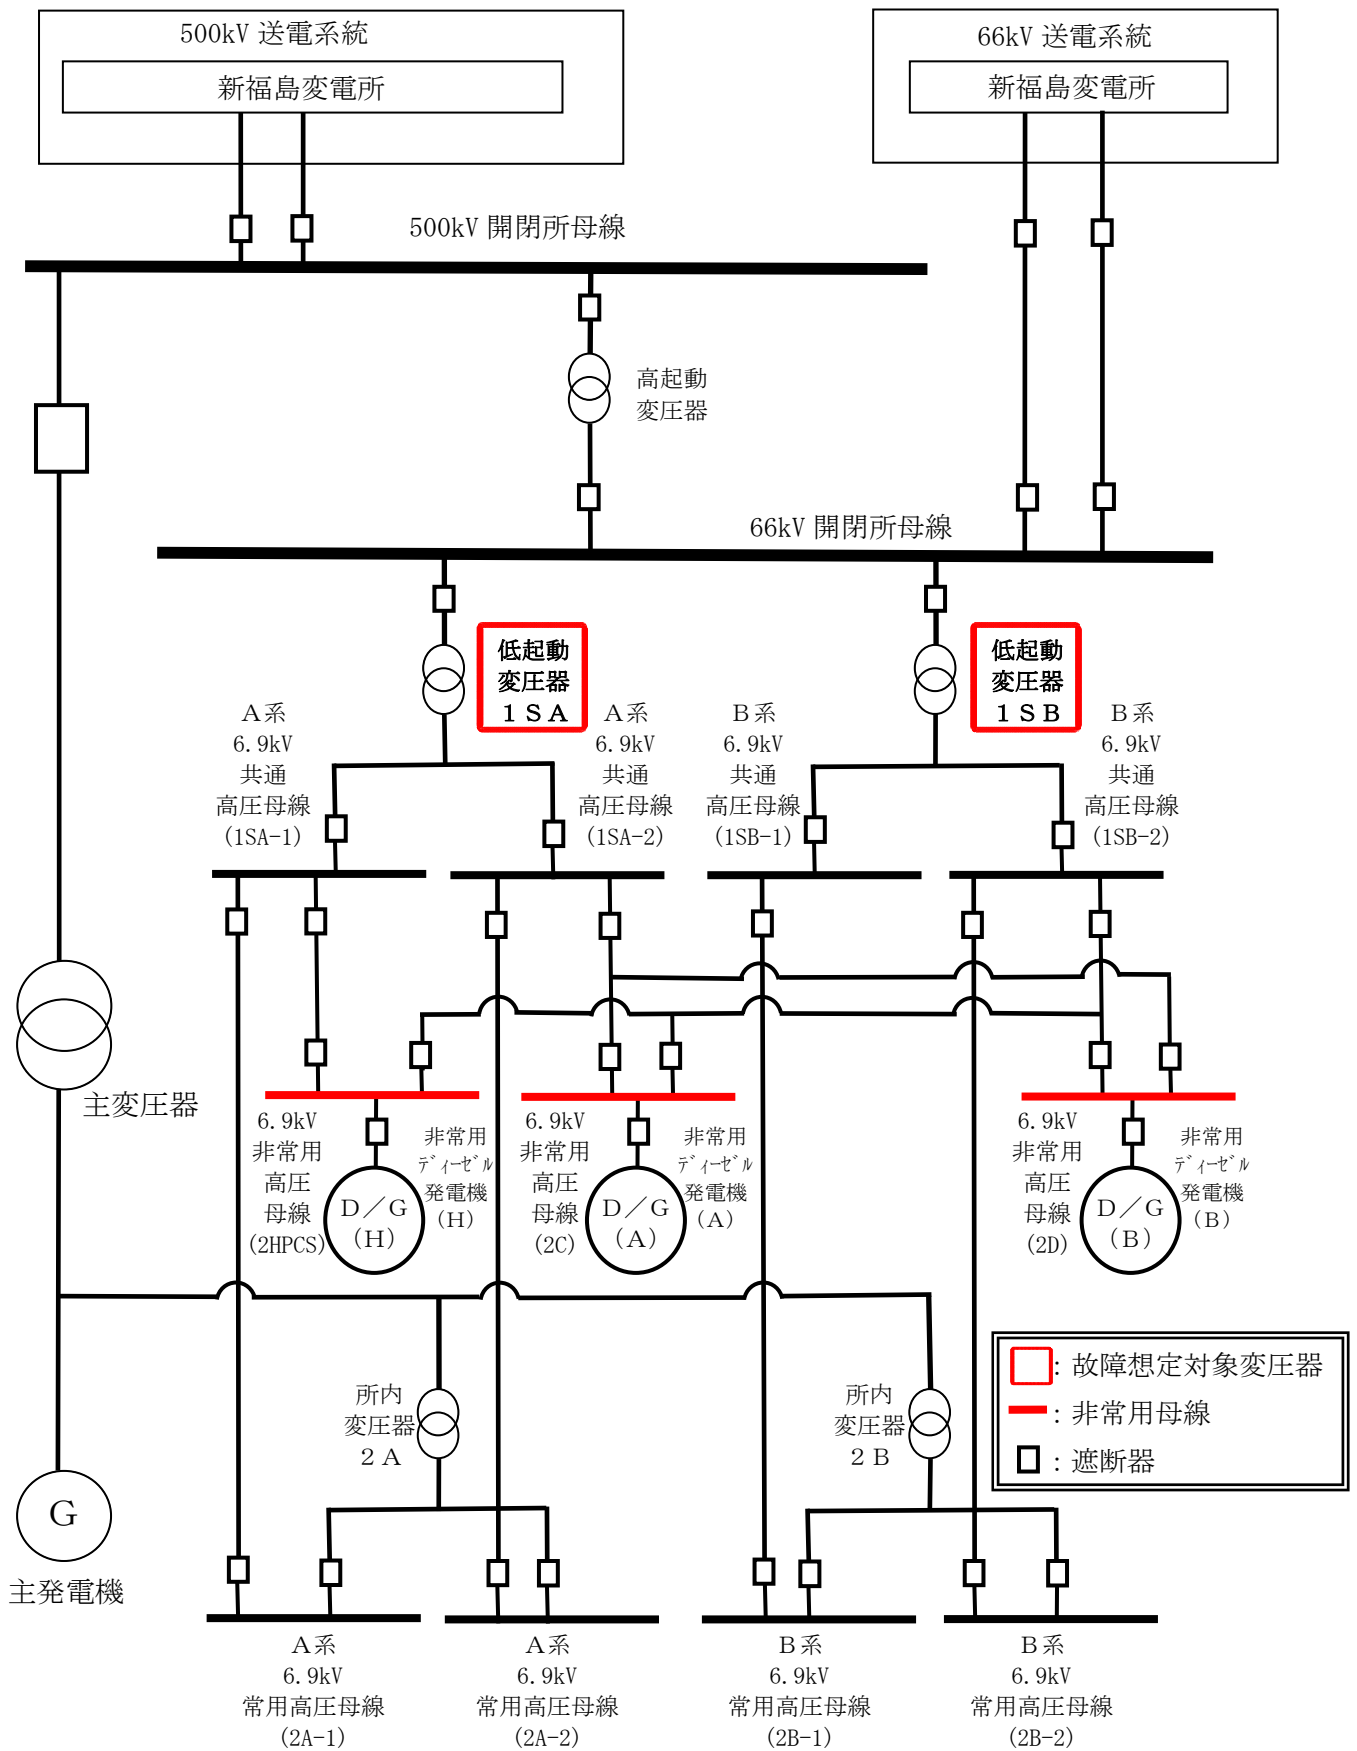 500kV 送電系統
新福島変電所
66kV 送電系統
新福島変電所
500kV 開閉所母線
高起動
変圧器
66kV 開閉所母線
低起動
変圧器
１ＳＡ
低起動
変圧器
１ＳＢ
Ａ系
6.9kV
共通
高圧母線
(1SA-1)
Ａ系
6.9kV
共通
高圧母線
(1SA-2)
Ｂ系
6.9kV
共通
高圧母線
(1SB-1)
Ｂ系
6.9kV
共通
高圧母線
(1SB-2)
主変圧器
6.9kV
非常用
高圧
母線
(2HPCS)
Ｄ／Ｇ
（Ｈ）
非常用
ﾃﾞｨｰｾﾞﾙ
発電機
（Ｈ）
6.9kV
非常用
高圧
母線
(2C)
Ｄ／Ｇ
（Ａ）
非常用
ﾃﾞｨｰｾﾞﾙ
発電機
（Ａ）
6.9kV
非常用
高圧
母線
(2D)
Ｄ／Ｇ
（Ｂ）
非常用
ﾃﾞｨｰｾﾞﾙ
発電機
（Ｂ）
：故障想定対象変圧器
：非常用母線
：遮断器
所内
変圧器
２Ａ
所内
変圧器
２Ｂ
Ｇ
主発電機
Ａ系
6.9kV
常用高圧母線
(2A-1)
Ａ系
6.9kV
常用高圧母線
(2A-2)
Ｂ系
6.9kV
常用高圧母線
(2B-1)
Ｂ系
6.9kV
常用高圧母線
(2B-2)